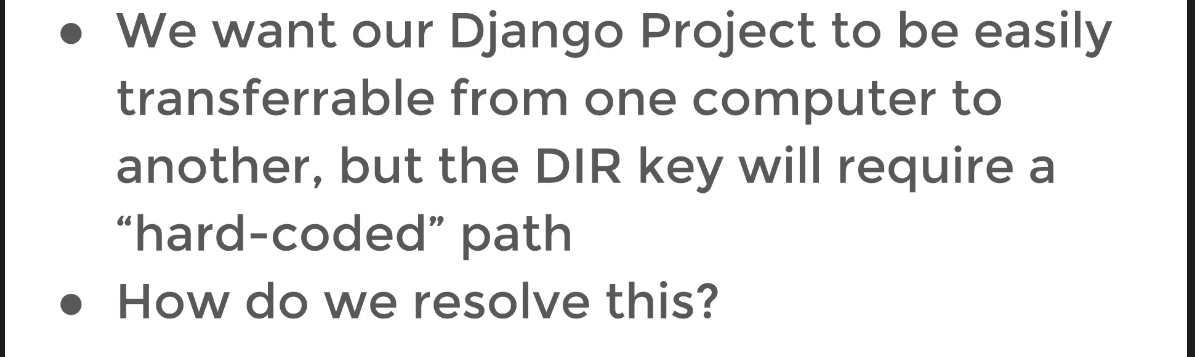 ● We want our Django Project to be easily
transferrable from one computer to
another, but the DIR key will require a
“hard-coded” path
● How do we resolve this?